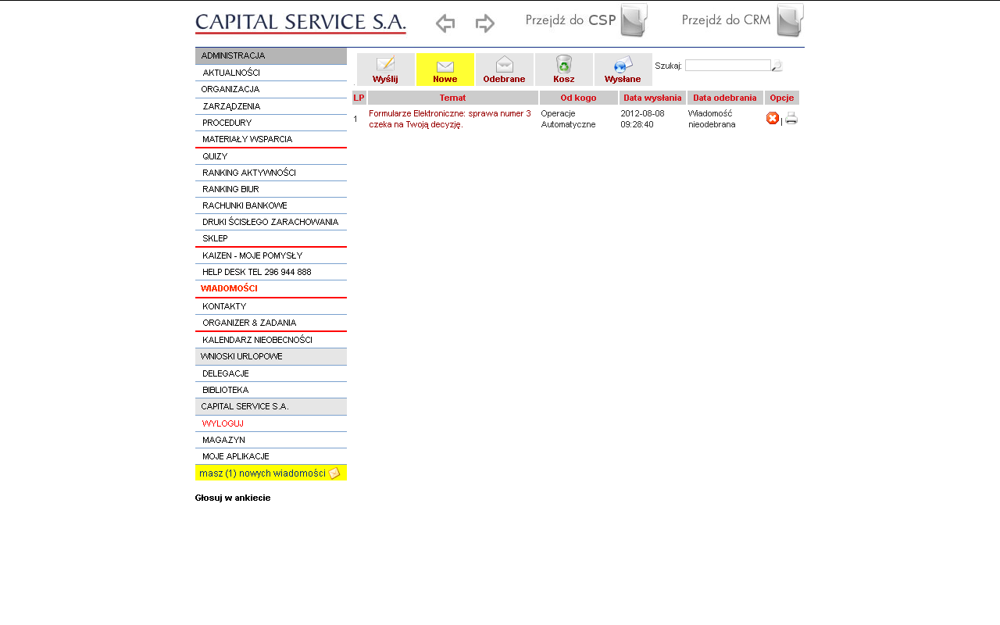 CAPITAL SERVICE S.A.
Przejdź do CSP
Przejdź do CRM
ADMINISTRACJA
AKTUALNOŚCI
ORGANIZACJA
ZARZĄDZENIA
PROCEDURY
MATERIAŁY WSPARCIA
QUIZY
RANKING AKTYWNOŚCI
RANKING BIUR
RACHUNKI BANKOWE
DRUKI ŚCISŁEGO ZARACHOWANIA
SKLEP
KAIZEN - MOJE POMYSŁY
HELP DESK TEL 296 944 888
WIADOMOŚCI
KONTAKTY
ORGANIZER & ZADANIA
KALENDARZ NIEOBECNOŚCI
WNIOSKI URLOPOWE
DELEGACJE
BIBLIOTEKA
CAPITAL SERVICE S.A.
WYLOGUJ
MAGAZYN
MOJE APLIKACJE
masz (1) nowych wiadomości
Głosuj w ankiecie
Wyślij Nowe Odebrane Kosz Wysłane Szukaj:
LP Temat Od kogo Data wysłania Data odebrania Opcje
1 Formularze Elektroniczne: sprawa numer 3 Operacje 2012-08-08 Wiadomość
czeka na Twoją decyzję. Automatyczne 09:28:40 nieodebrana |